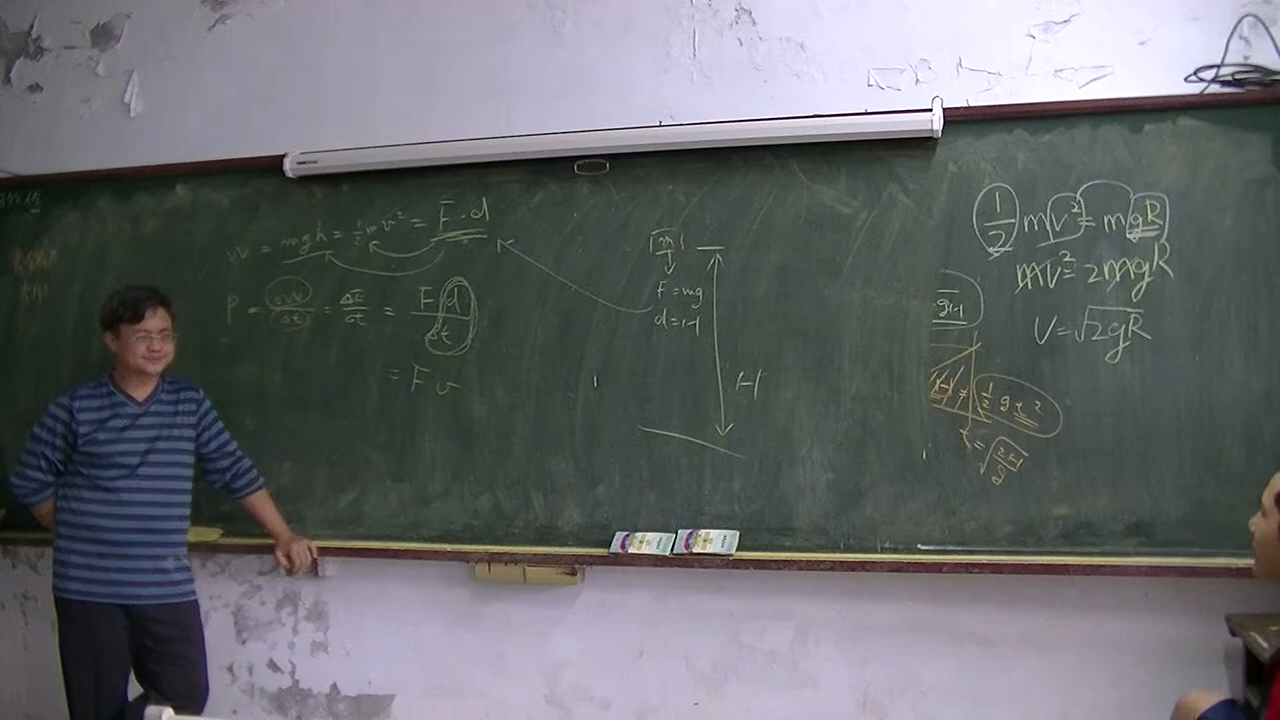 W = mgh = ½mv² = F·d
P = ΔW/Δt = ΔE/Δt = Fd/Δt
= Fv
m
F = mg
d = H
H
½mv² = mgR
mv² = 2mgR
V = √2gR
= ½gt²
t = √2H/g